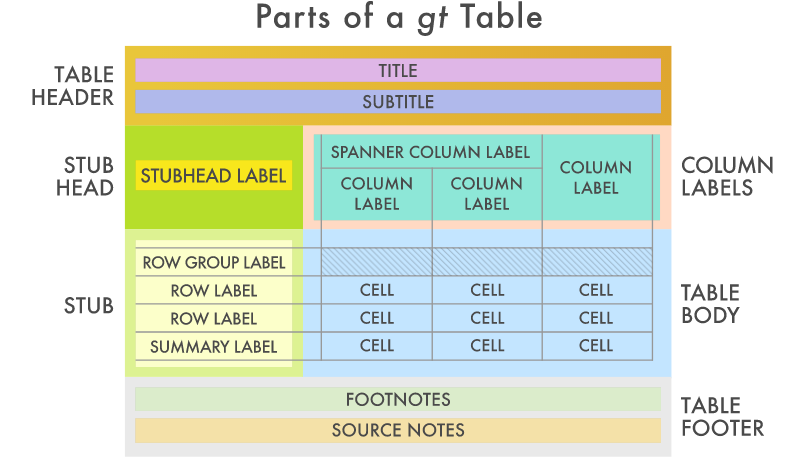 Parts of a gt Table
TABLE
HEADER
TITLE
SUBTITLE
STUB
HEAD
STUBHEAD LABEL
SPANNER COLUMN LABEL
COLUMN
LABEL
COLUMN
LABEL
COLUMN
LABEL
COLUMN
LABELS
STUB
ROW GROUP LABEL
ROW LABEL CELL CELL CELL
ROW LABEL CELL CELL CELL
SUMMARY LABEL CELL CELL CELL
TABLE
BODY
FOOTNOTES
SOURCE NOTES
TABLE
FOOTER